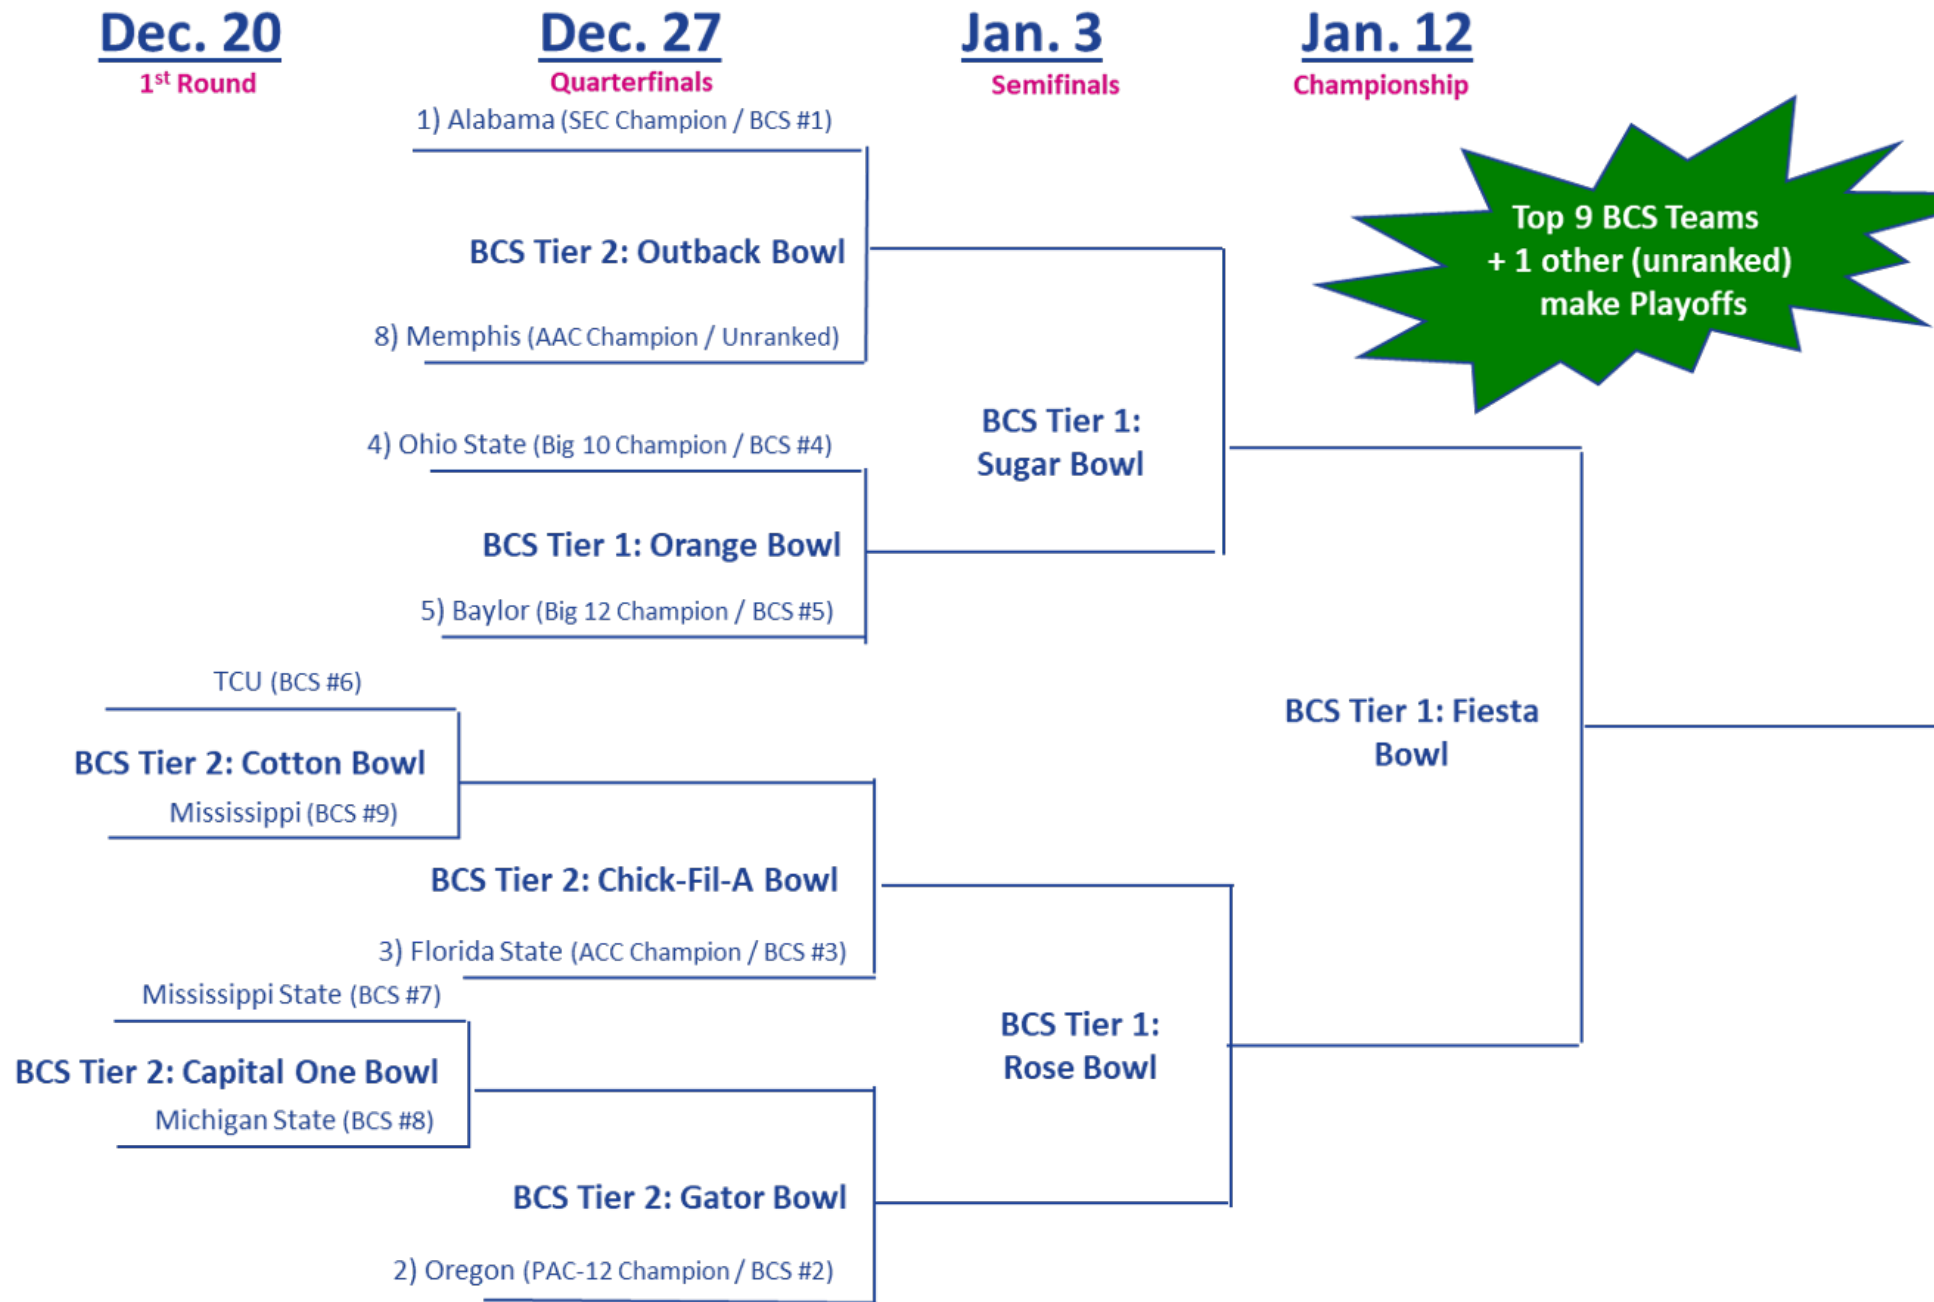 Dec. 20
1st Round
Dec. 27
Quarterfinals
Jan. 3
Semifinals
Jan. 12
Championship
1) Alabama (SEC Champion / BCS #1)
BCS Tier 2: Outback Bowl
8) Memphis (AAC Champion / Unranked)
4) Ohio State (Big 10 Champion / BCS #4)
BCS Tier 1: Orange Bowl
5) Baylor (Big 12 Champion / BCS #5)
TCU (BCS #6)
BCS Tier 2: Cotton Bowl
Mississippi (BCS #9)
BCS Tier 2: Chick-Fil-A Bowl
3) Florida State (ACC Champion / BCS #3)
Mississippi State (BCS #7)
BCS Tier 2: Capital One Bowl
Michigan State (BCS #8)
BCS Tier 2: Gator Bowl
2) Oregon (PAC-12 Champion / BCS #2)
BCS Tier 1:
Sugar Bowl
BCS Tier 1:
Rose Bowl
BCS Tier 1: Fiesta
Bowl
Top 9 BCS Teams
+ 1 other (unranked)
make Playoffs